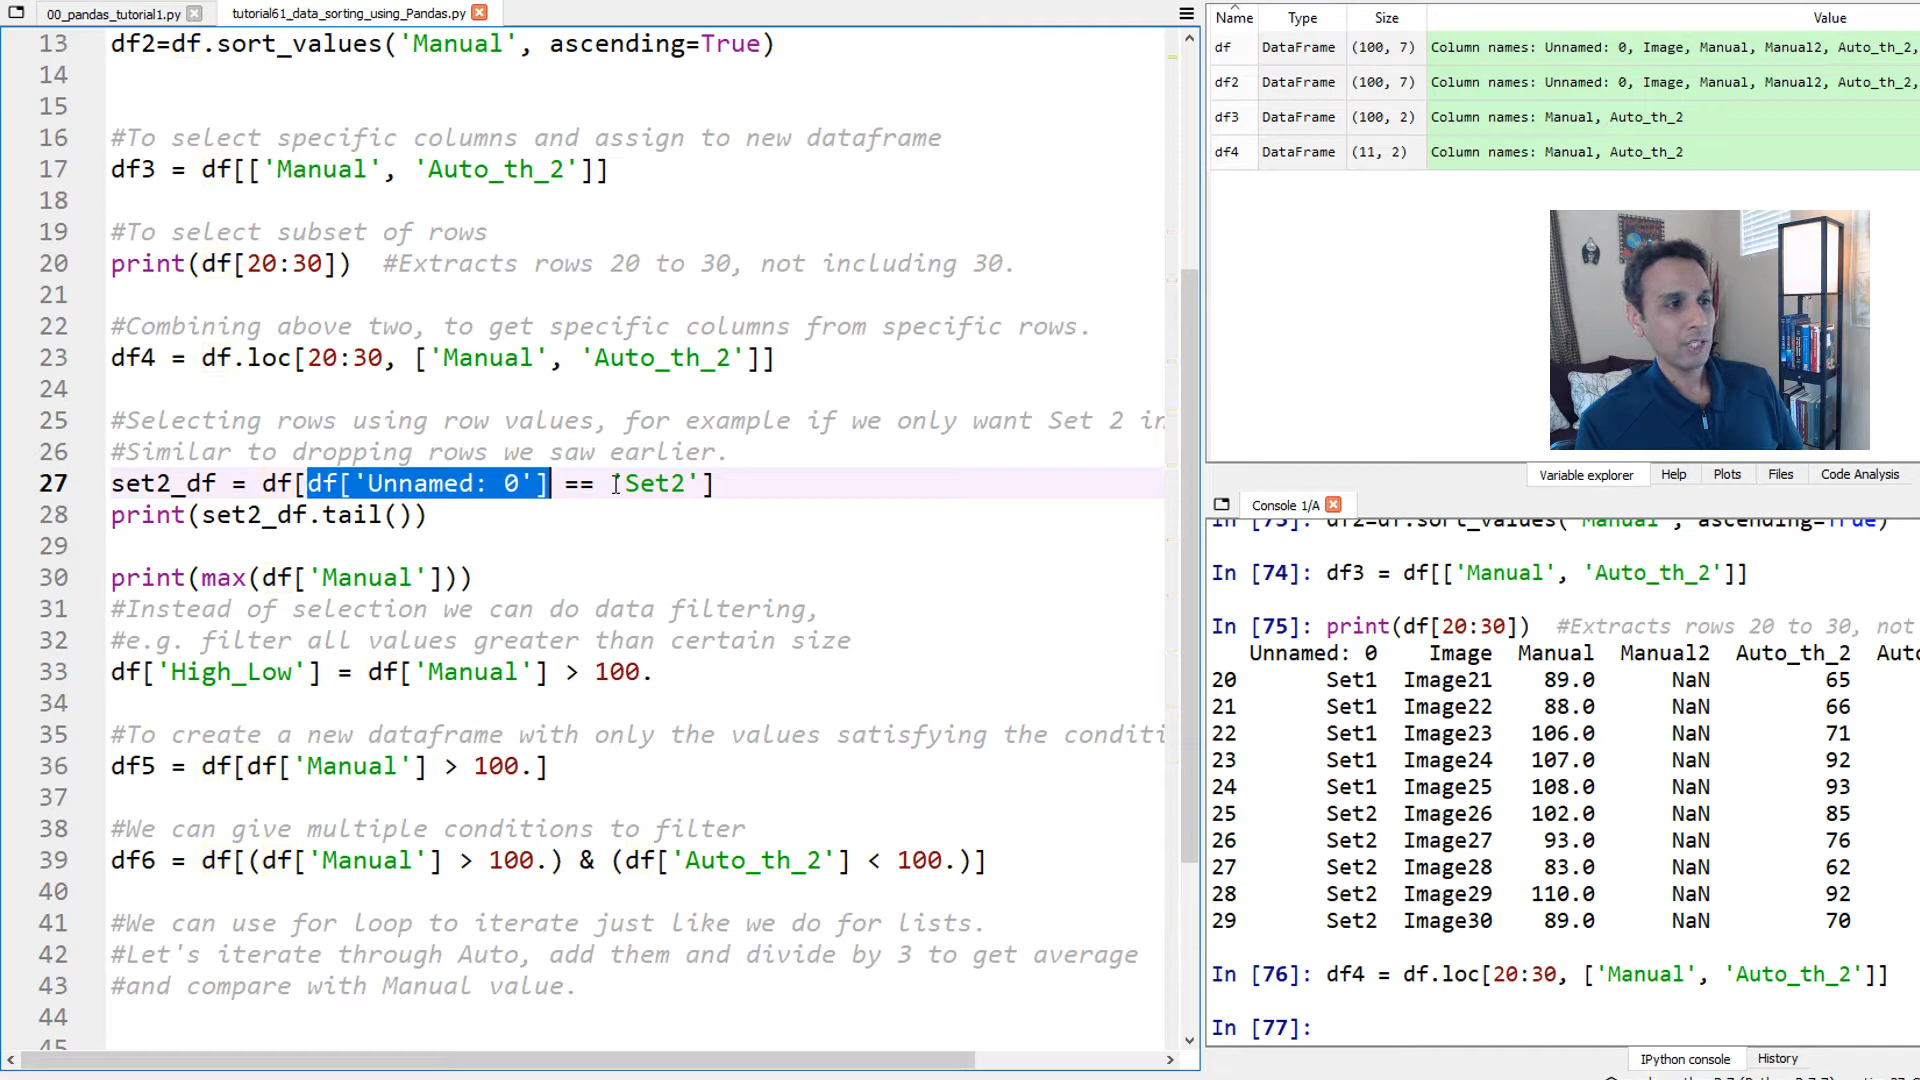 00_pandas_tutorial1.py
tutorial61_data_sorting_using_Pandas.py
13 df2=df.sort_values('Manual', ascending=True)
14
15
16 #To select specific columns and assign to new dataframe
17 df3 = df[['Manual', 'Auto_th_2']]
18
19 #To select subset of rows
20 print(df[20:30])  #Extracts rows 20 to 30, not including 30.
21
22 #Combining above two, to get specific columns from specific rows.
23 df4 = df.loc[20:30, ['Manual', 'Auto_th_2']]
24
25 #Selecting rows using row values, for example if we only want Set 2 in
26 #Similar to dropping rows we saw earlier.
27 set2_df = df[df['Unnamed: 0'] == 'Set2']
28 print(set2_df.tail())
29
30 print(max(df['Manual']))
31 #Instead of selection we can do data filtering,
32 #e.g. filter all values greater than certain size
33 df['High_Low'] = df['Manual'] > 100.
34
35 #To create a new dataframe with only the values satisfying the conditi
36 df5 = df[df['Manual'] > 100.]
37
38 #We can give multiple conditions to filter
39 df6 = df[(df['Manual'] > 100.) & (df['Auto_th_2'] < 100.)]
40
41 #We can use for loop to iterate just like we do for lists.
42 #Let's iterate through Auto, add them and divide by 3 to get average
43 #and compare with Manual value.
44
45
Name Type Size Value
df DataFrame (100, 7) Column names: Unnamed: 0, Image, Manual, Manual2, Auto_th_2,
df2 DataFrame (100, 7) Column names: Unnamed: 0, Image, Manual, Manual2, Auto_th_2,
df3 DataFrame (100, 2) Column names: Manual, Auto_th_2
df4 DataFrame (11, 2) Column names: Manual, Auto_th_2
Variable explorer Help Plots Files Code Analysis
Console 1/A
In [73]: df2=df.sort_values('Manual', ascending=True)
In [74]: df3 = df[['Manual', 'Auto_th_2']]
In [75]: print(df[20:30])  #Extracts rows 20 to 30, not
Unnamed: 0 Image Manual Manual2 Auto_th_2 Auto
20 Set1 Image21 89.0 NaN 65
21 Set1 Image22 88.0 NaN 66
22 Set1 Image23 106.0 NaN 71
23 Set1 Image24 107.0 NaN 92
24 Set1 Image25 108.0 NaN 93
25 Set2 Image26 102.0 NaN 85
26 Set2 Image27 93.0 NaN 76
27 Set2 Image28 83.0 NaN 62
28 Set2 Image29 110.0 NaN 92
29 Set2 Image30 89.0 NaN 70
In [76]: df4 = df.loc[20:30, ['Manual', 'Auto_th_2']]
In [77]:
IPython console History